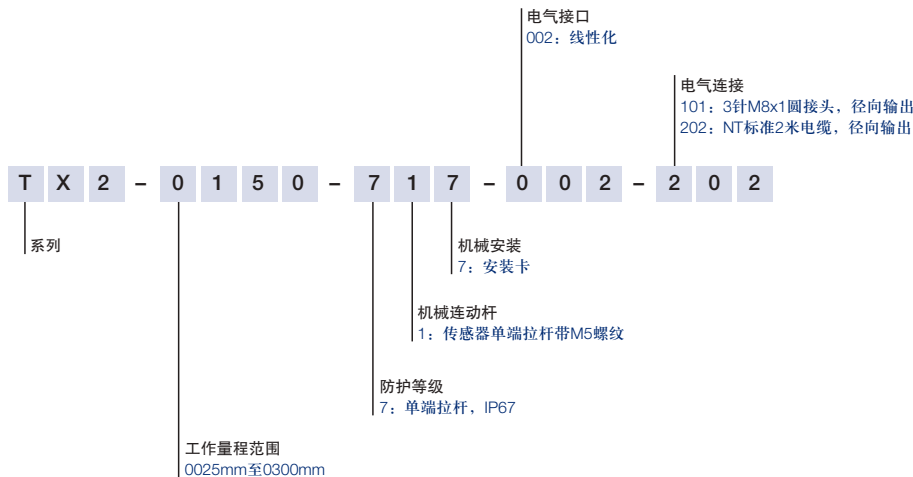 电气接口
002：线性化
电气连接
101：3针M8x1圆接头，径向输出
202：NT标准2米电缆，径向输出
T X 2 – 0 1 5 0 – 7 1 7 – 0 0 2 – 2 0 2
系列
机械安装
7：安装卡
机械连动杆
1：传感器单端拉杆带M5螺纹
防护等级
7：单端拉杆，IP67
工作量程范围
0025mm至0300mm